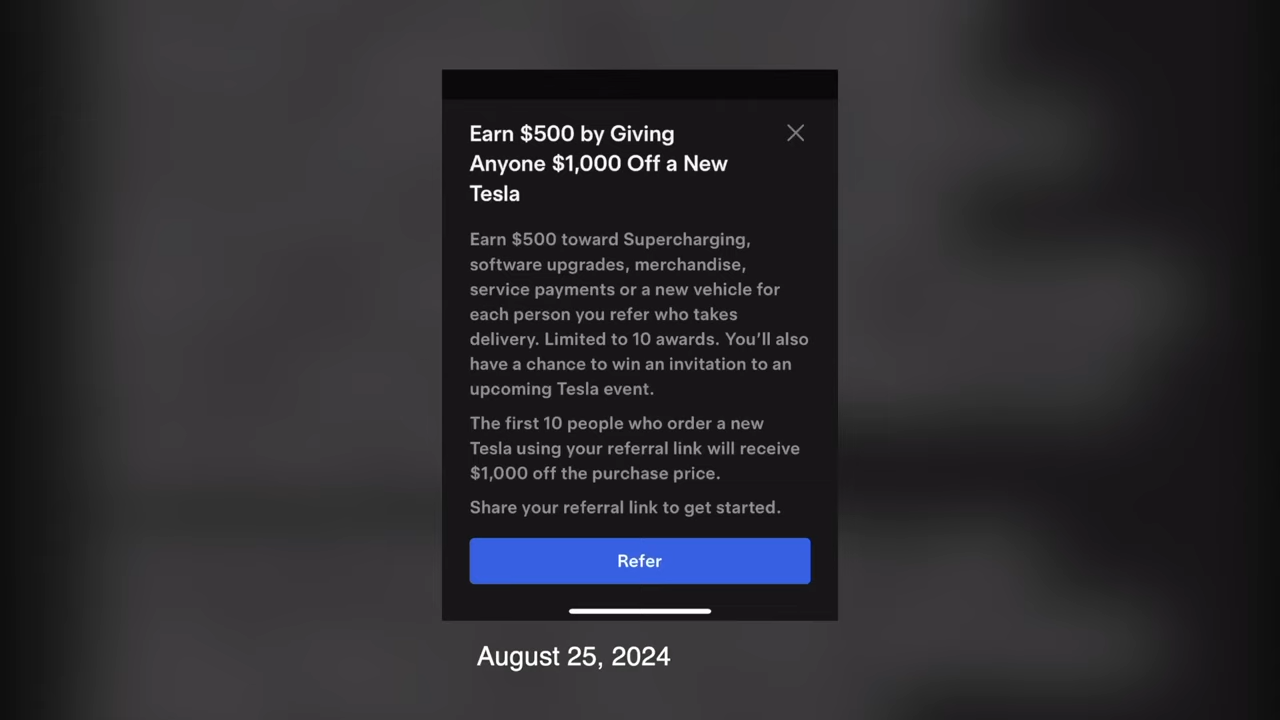 Earn $500 by Giving
Anyone $1,000 Off a New
Tesla
Earn $500 toward Supercharging,
software upgrades, merchandise,
service payments or a new vehicle for
each person you refer who takes
delivery. Limited to 10 awards. You’ll also
have a chance to win an invitation to an
upcoming Tesla event.
The first 10 people who order a new
Tesla using your referral link will receive
$1,000 off the purchase price.
Share your referral link to get started.
Refer
August 25, 2024